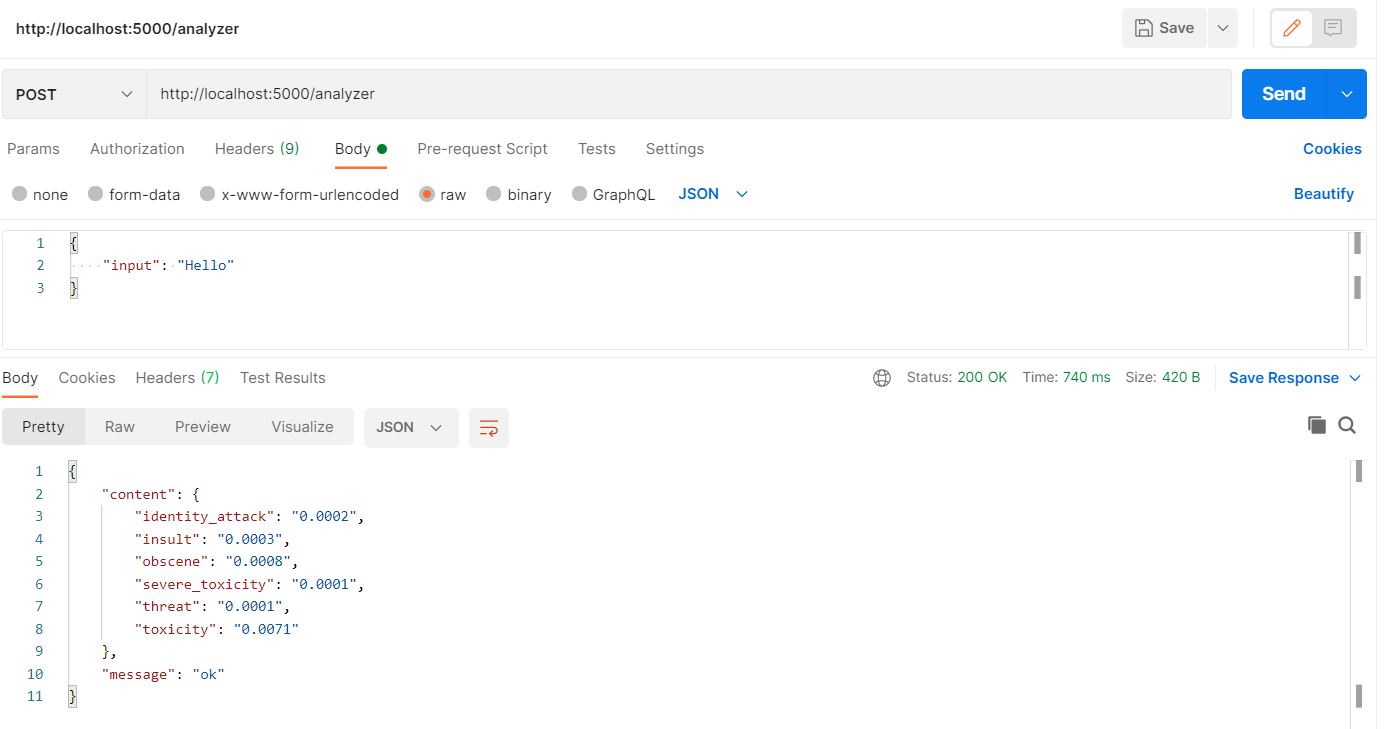 http://localhost:5000/analyzer Save
POST http://localhost:5000/analyzer Send
Params Authorization Headers (9) Body Pre-request Script Tests Settings Cookies
none form-data x-www-form-urlencoded raw binary GraphQL JSON Beautify
1 {
2 "input": "Hello"
3 }
Body Cookies Headers (7) Test Results Status: 200 OK Time: 740 ms Size: 420 B Save Response
Pretty Raw Preview Visualize JSON
1 {
2 "content": {
3 "identity_attack": "0.0002",
4 "insult": "0.0003",
5 "obscene": "0.0008",
6 "severe_toxicity": "0.0001",
7 "threat": "0.0001",
8 "toxicity": "0.0071"
9 },
10 "message": "ok"
11 }